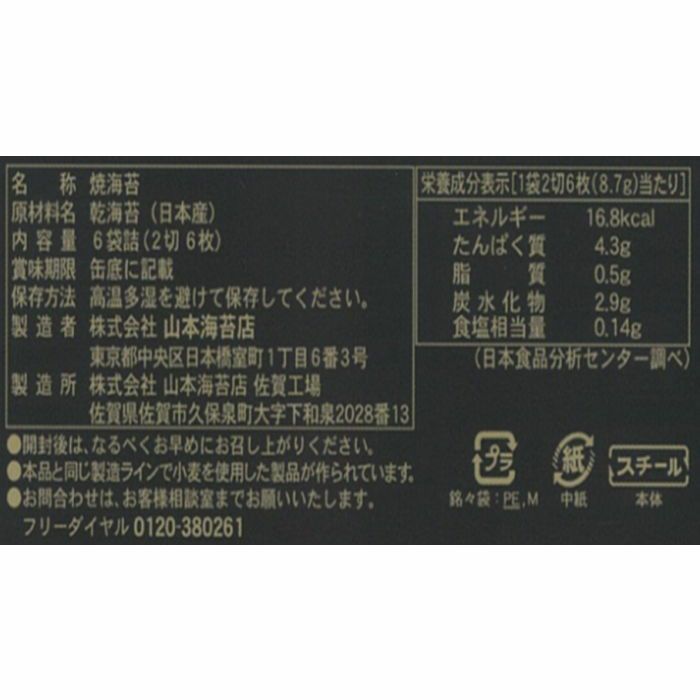 名　称　焼海苔
原材料名　乾海苔（日本産）
内 容 量　6袋詰（2切 6枚）
賞味期限　缶底に記載
保存方法　高温多湿を避けて保存してください。
製 造 者　株式会社 山本海苔店
東京都中央区日本橋室町1丁目6番3号
製 造 所　株式会社 山本海苔店 佐賀工場
佐賀県佐賀市久保泉町大字下和泉2028番13
●開封後は、なるべくお早めにお召し上がりください。
●本品と同じ製造ラインで小麦を使用した製品が作られています。
●お問合わせは、お客様相談室までお願いいたします。
フリーダイヤル 0120-380261
栄養成分表示［1袋2切6枚（8.7g）当たり］
エネルギー　16.8kcal
たんぱく質　4.3g
脂　質　0.5g
炭 水 化 物　2.9g
食塩相当量　0.14g
（日本食品分析センター調べ）
プラ　紙　スチール
銘々袋：PE,M　中紙　本体